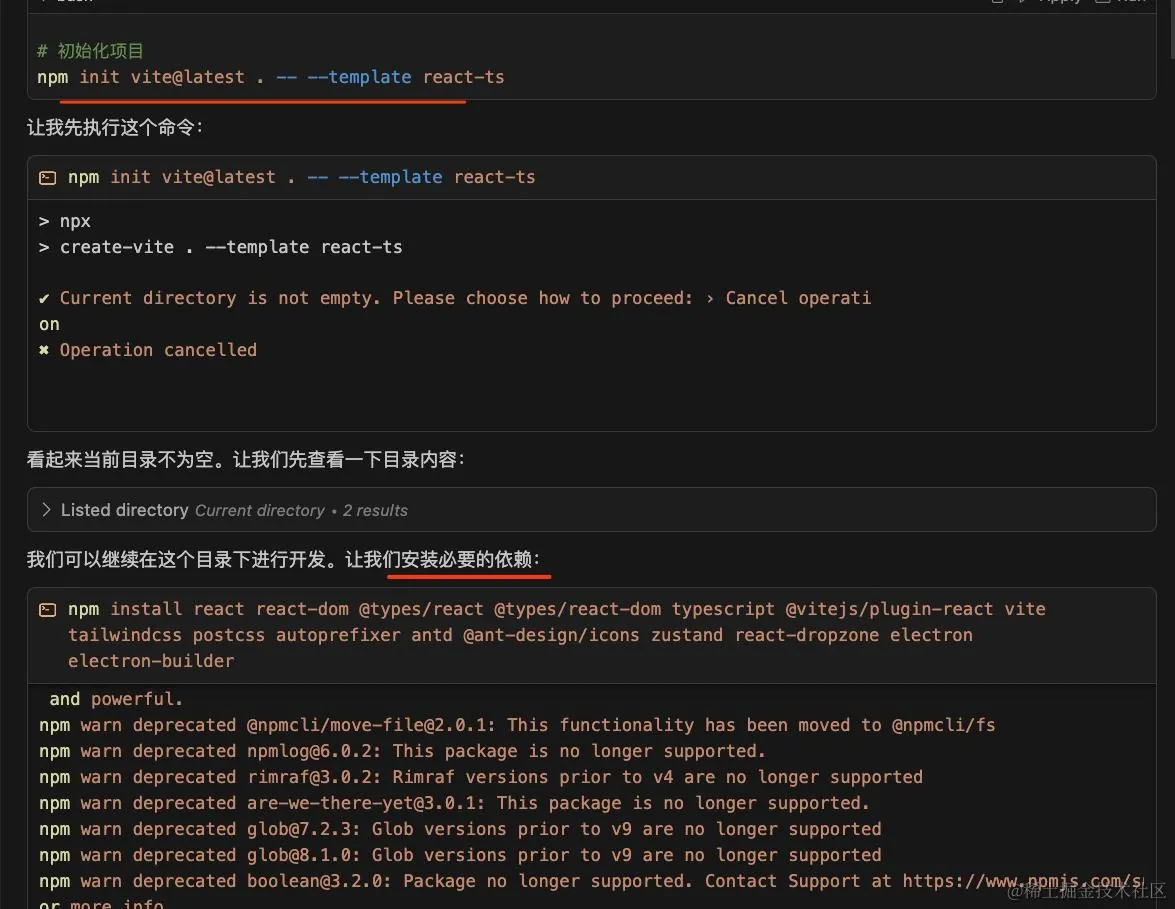 bash
Apply Run
# 初始化项目
npm init vite@latest . -- --template react-ts
让我先执行这个命令：
npm init vite@latest . -- --template react-ts
> npx
> create-vite . --template react-ts
✔ Current directory is not empty. Please choose how to proceed: › Cancel operati
on
✖ Operation cancelled
看起来当前目录不为空。让我们先查看一下目录内容：
Listed directory Current directory • 2 results
我们可以继续在这个目录下进行开发。让我们安装必要的依赖：
npm install react react-dom @types/react @types/react-dom typescript @vitejs/plugin-react vite
tailwindcss postcss autoprefixer antd @ant-design/icons zustand react-dropzone electron
electron-builder
and powerful.
npm warn deprecated @npmcli/move-file@2.0.1: This functionality has been moved to @npmcli/fs
npm warn deprecated npmlog@6.0.2: This package is no longer supported.
npm warn deprecated rimraf@3.0.2: Rimraf versions prior to v4 are no longer supported
npm warn deprecated are-we-there-yet@3.0.1: This package is no longer supported.
npm warn deprecated glob@7.2.3: Glob versions prior to v9 are no longer supported
npm warn deprecated glob@8.1.0: Glob versions prior to v9 are no longer supported
npm warn deprecated boolean@3.2.0: Package no longer supported. Contact Support at https://www.npmjs.com/s
or more info.
@稀土掘金技术社区